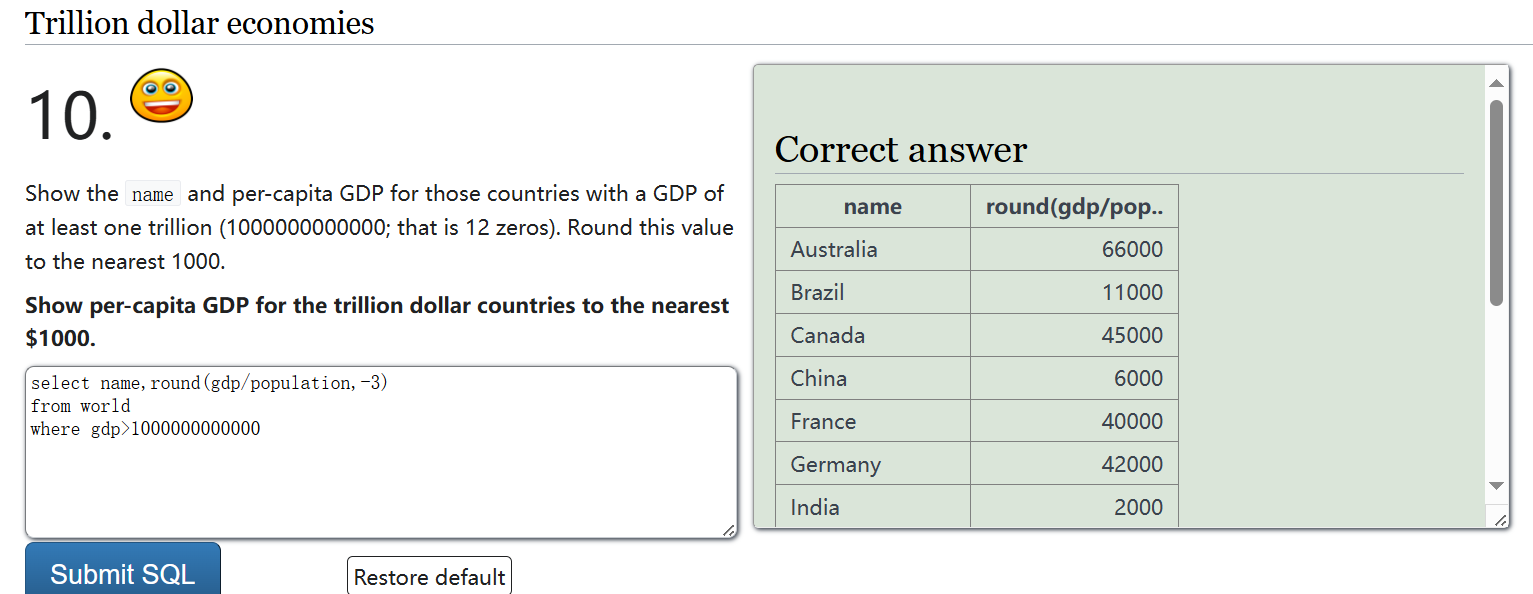 Trillion dollar economies
10.
Show the name and per-capita GDP for those countries with a GDP of
at least one trillion (1000000000000; that is 12 zeros). Round this value
to the nearest 1000.
Show per-capita GDP for the trillion dollar countries to the nearest
$1000.
select name,round(gdp/population,-3)
from world
where gdp>1000000000000
Submit SQL
Restore default
Correct answer
name round(gdp/pop..
Australia 66000
Brazil 11000
Canada 45000
China 6000
France 40000
Germany 42000
India 2000